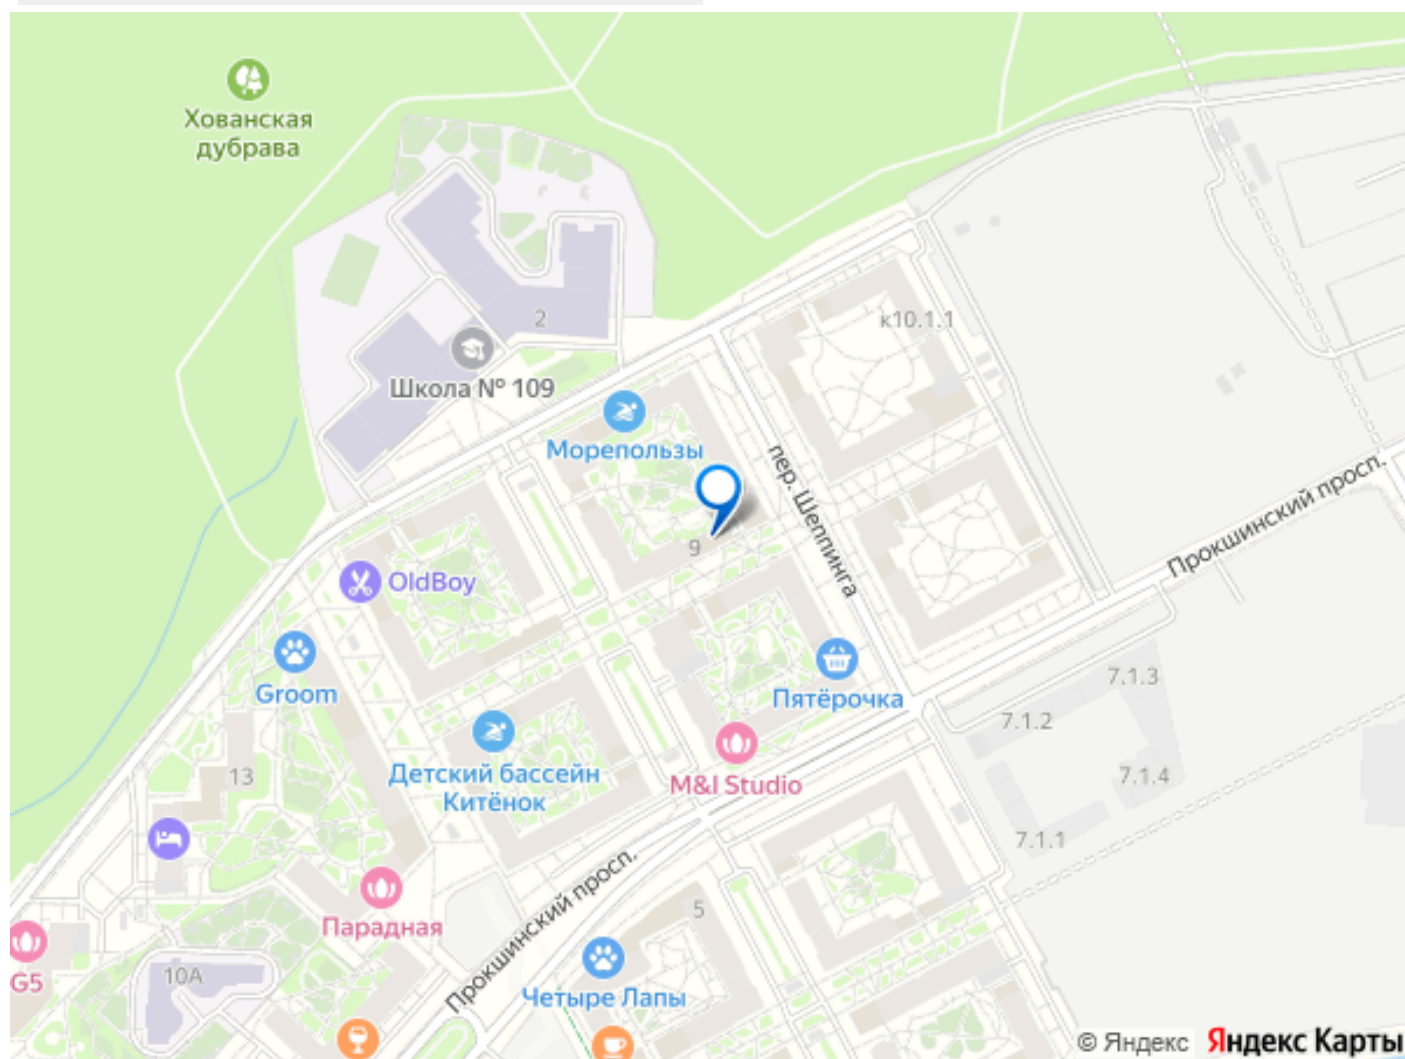 Хованская
дубрава
к10.1.1
2
Школа № 109
Морепользы
пер. Шеппинга
Прокшинский просп.
9
OldBoy
Groom
Пятёрочка
7.1.3
7.1.2
M&I Studio
7.1.4
Детский бассейн
Китёнок
13
7.1.1
Прокшинский просп.
5
Парадная
G5
10А
Четыре Лапы
© Яндекс Яндекс Карты